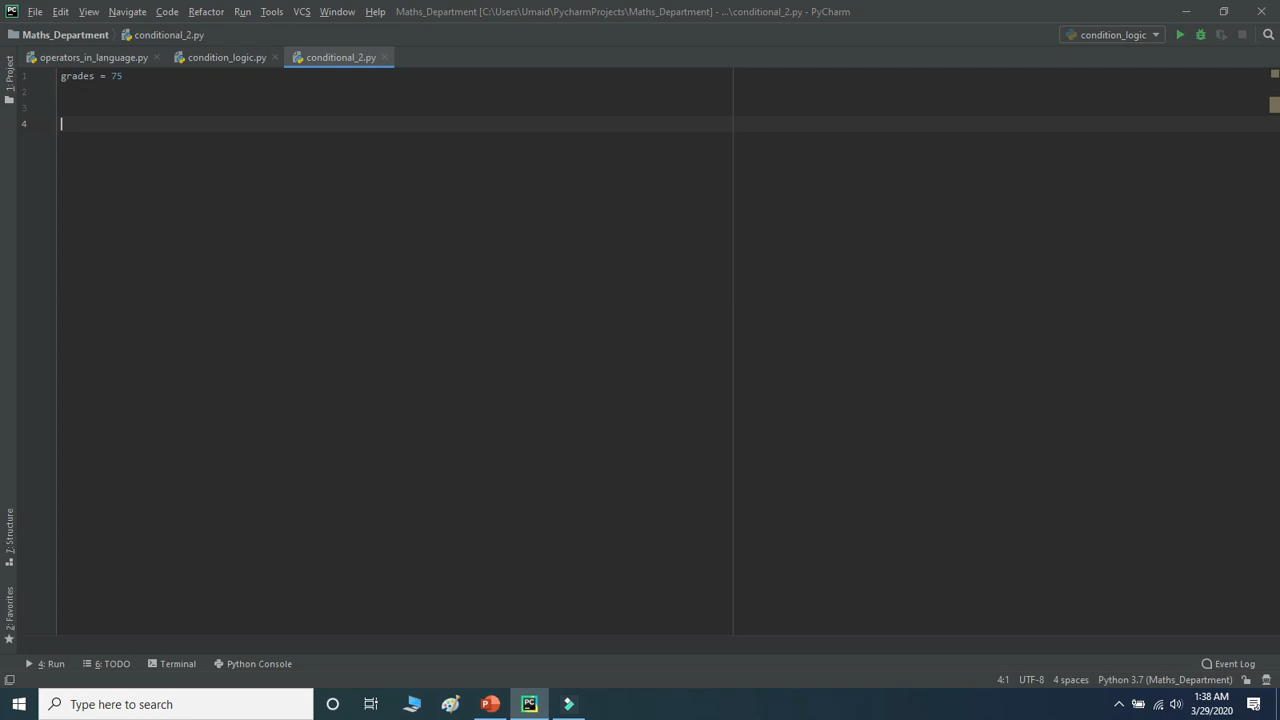 File Edit View Navigate Code Refactor Run Tools VCS Window Help Maths_Department [C:\Users\Umaid\PycharmProjects\Maths_Department] - ...\conditional_2.py - PyCharm
Maths_Department conditional_2.py condition_logic
operators_in_language.py condition_logic.py conditional_2.py
1: Project
1 grades = 75
2
3
4
7: Structure
2: Favorites
4: Run 6: TODO Terminal Python Console Event Log
4:1 UTF-8 4 spaces Python 3.7 (Maths_Department)
Type here to search
1:38 AM
3/29/2020